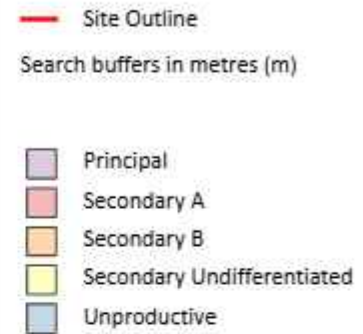 Site Outline
Search buffers in metres (m)
Principal
Secondary A
Secondary B
Secondary Undifferentiated
Unproductive